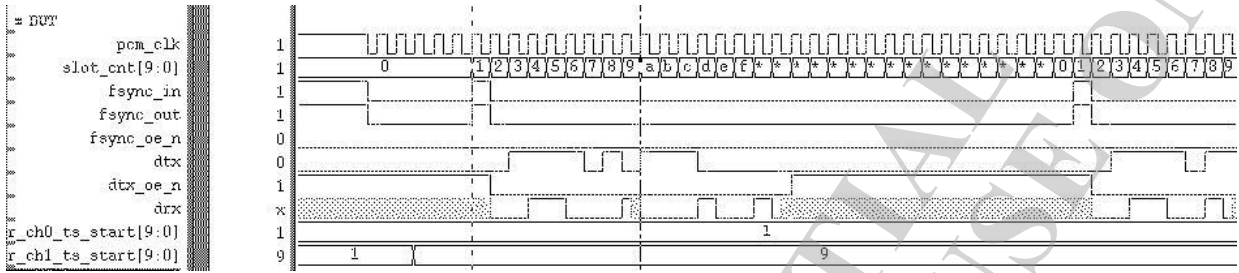 = DUT
pcm_clk 1
slot_cnt[9:0] 1 0 1 2 3 4 5 6 7 8 9 a b c d e f * * * * * * * * * * * * * * * * 0 1 2 3 4 5 6 7 8 9
fsync_in 1
fsync_out 1
fsync_oe_n 0
dtx 0
dtx_oe_n 1
drx x
r_ch0_ts_start[9:0] 1 1
r_ch1_ts_start[9:0] 9 1 9